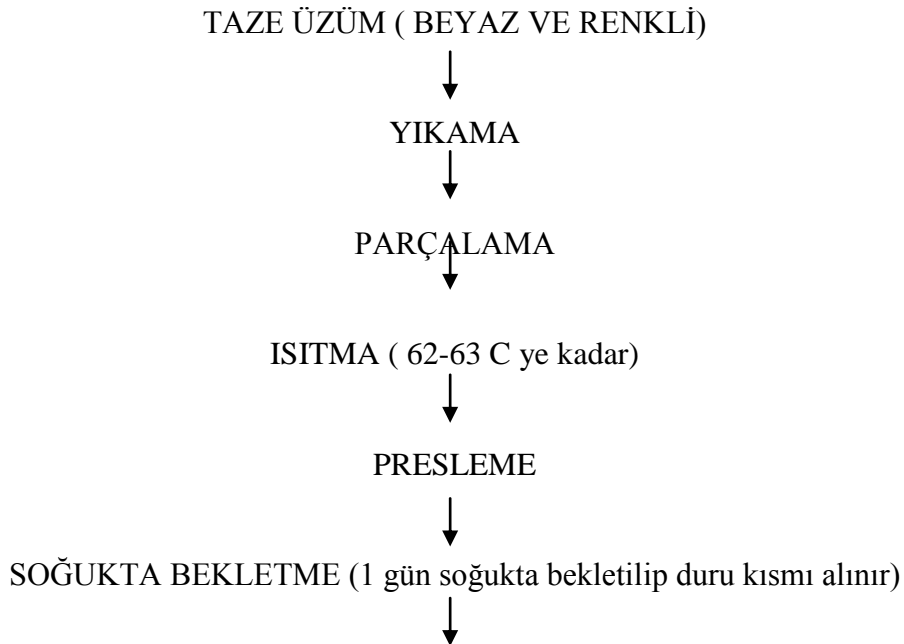 TAZE ÜZÜM ( BEYAZ VE RENKLİ)
YIKAMA
PARÇALAMA
ISITMA ( 62-63 C ye kadar)
PRESLEME
SOĞUKTA BEKLETME (1 gün soğukta bekletilip duru kısmı alınır)